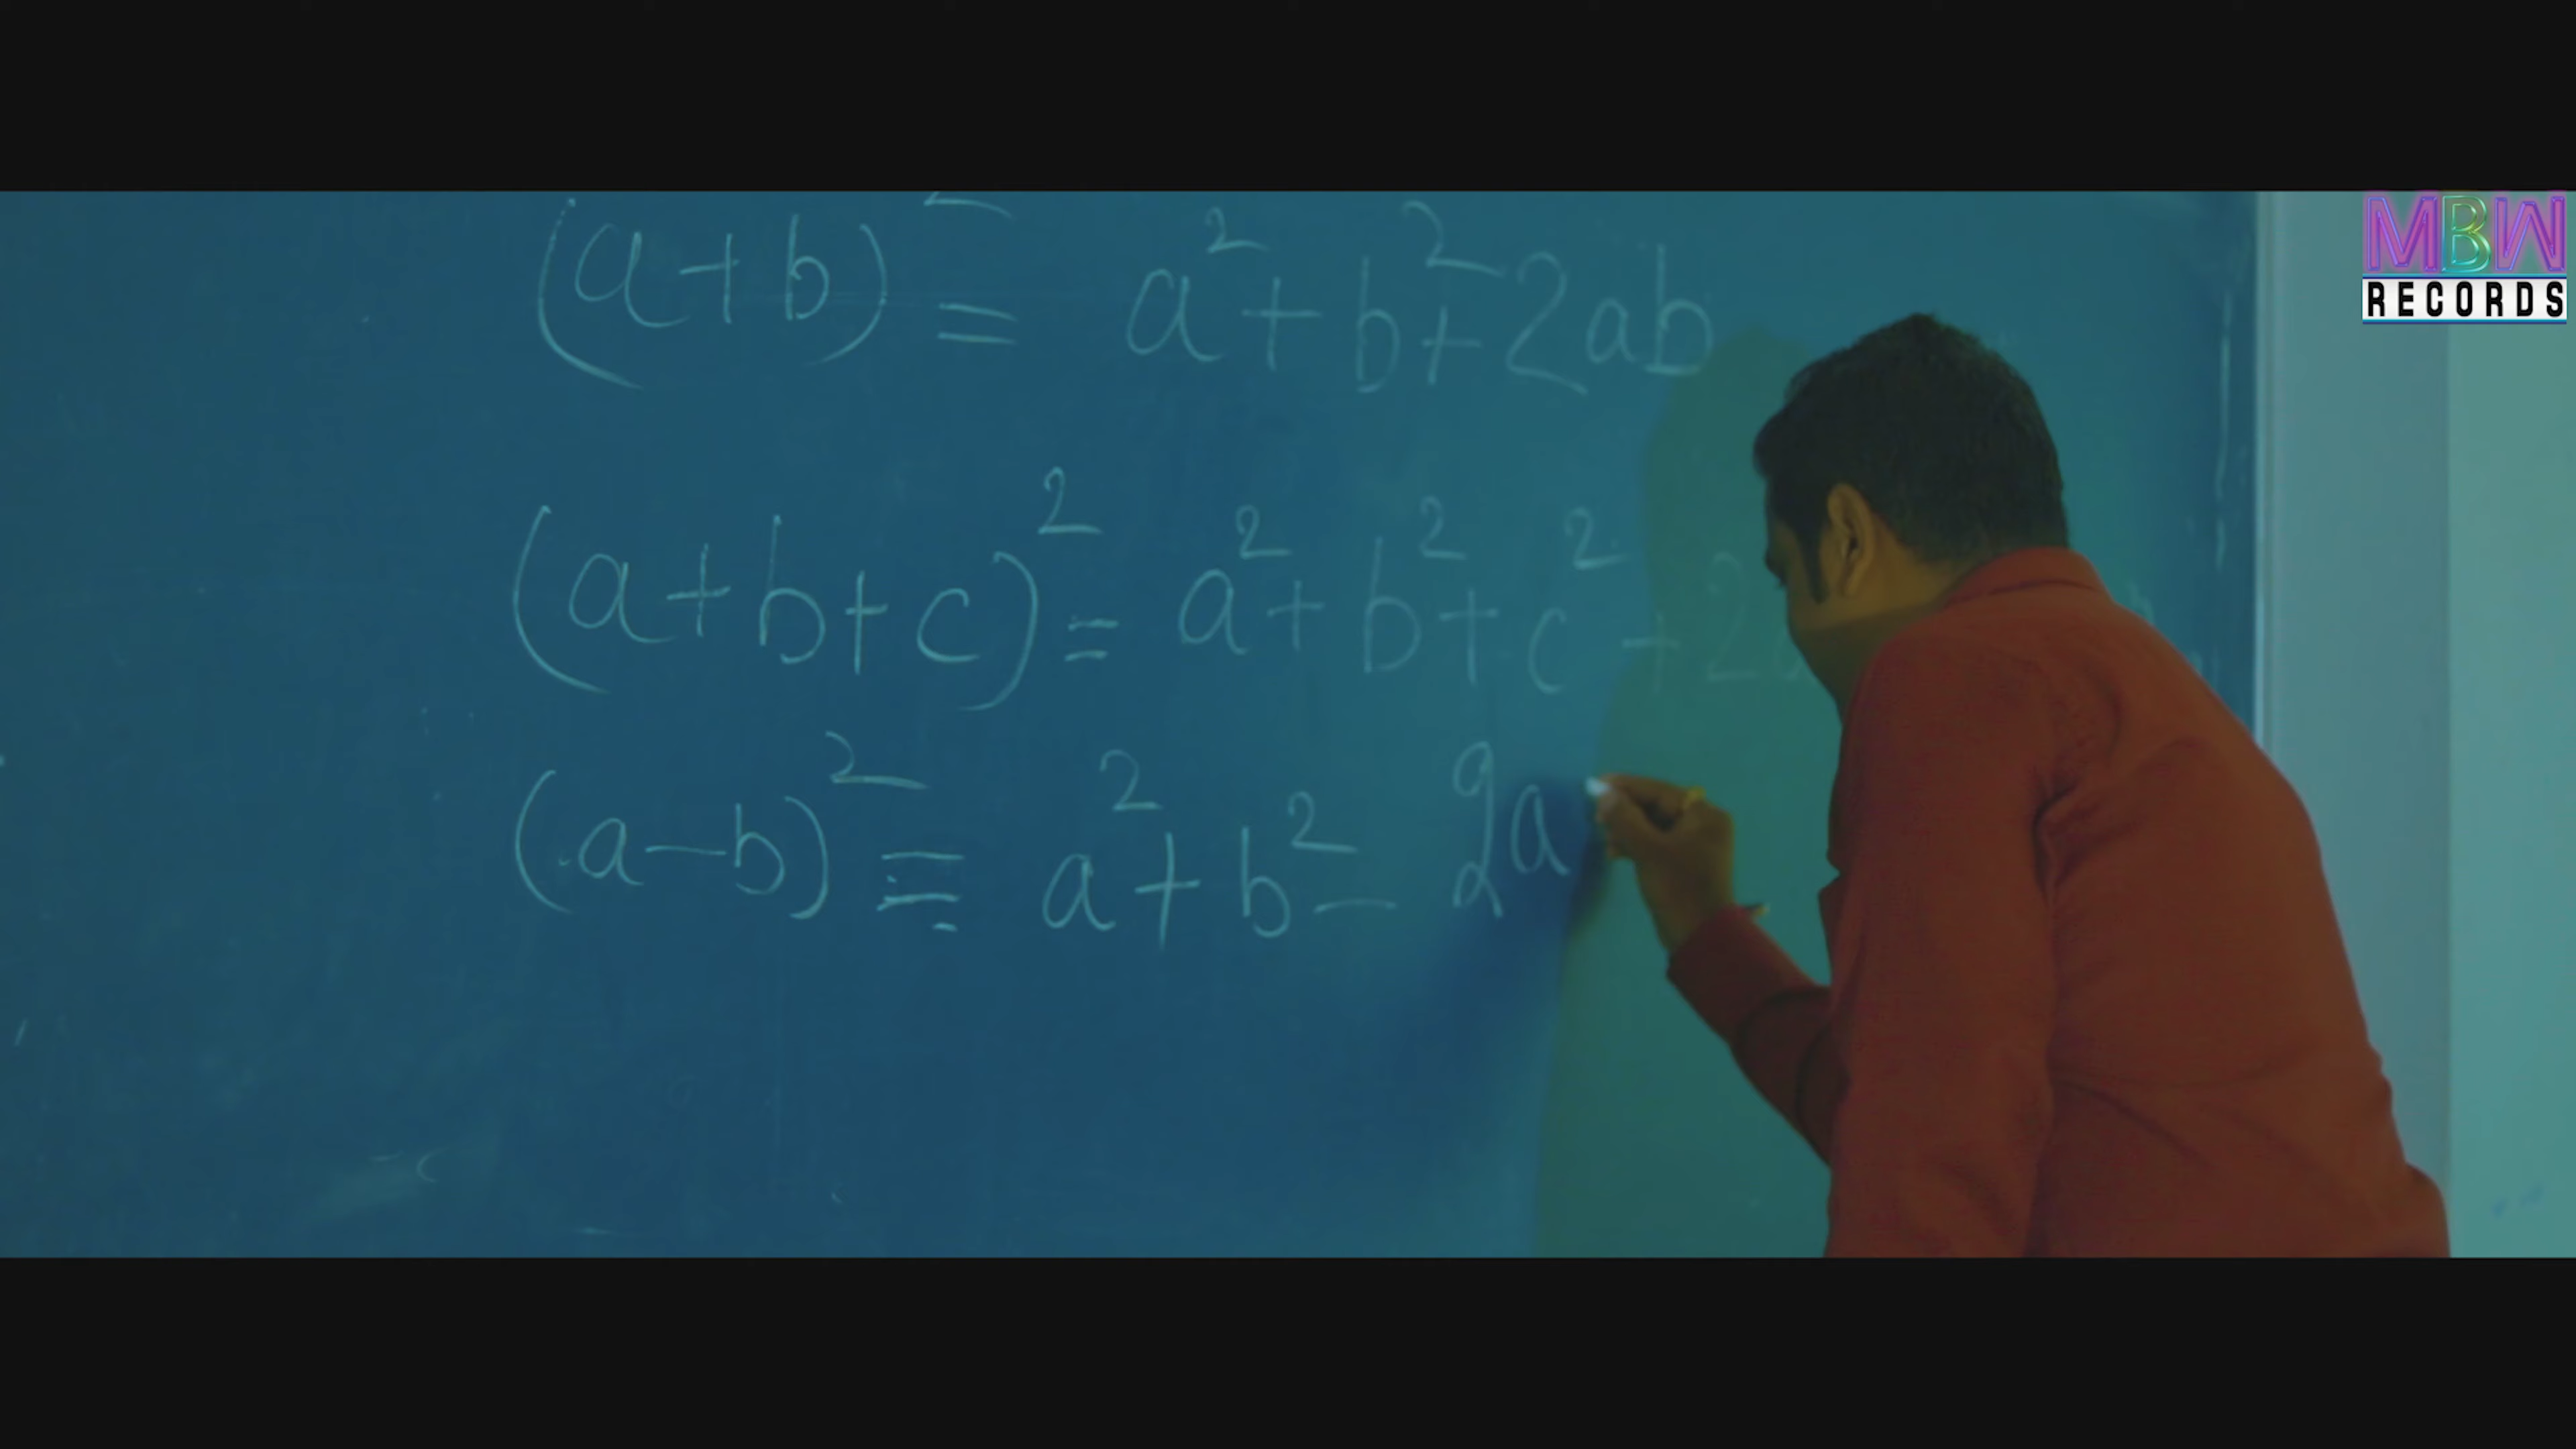 MBW
RECORDS
(a+b)² = a²+b²+2ab
(a+b+c)² = a²+b²+c²+2
(a-b)² = a²+b²-2a